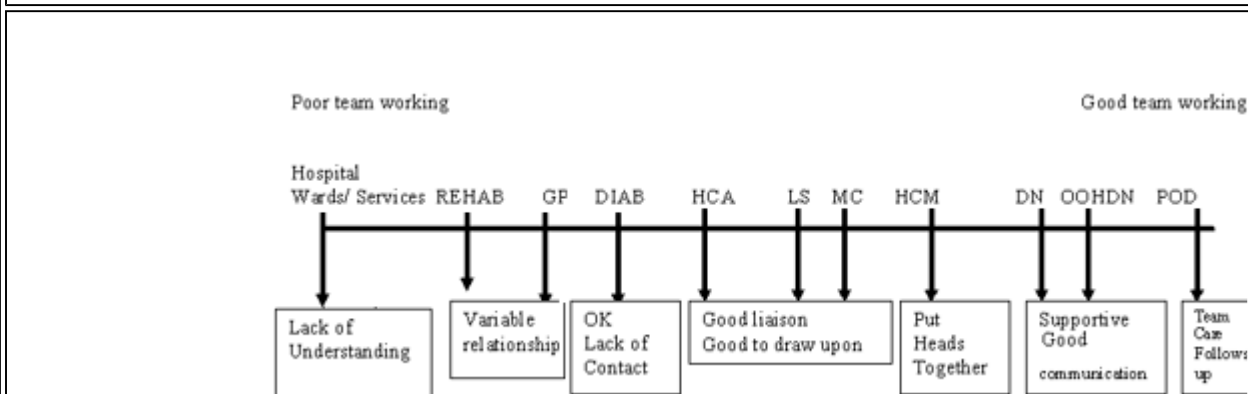 Poor team working
Good team working
Hospital
Wards/ Services REHAB GP DIAB HCA LS MC HCM DN OOHDN POD
Lack of
Understanding
Variable
relationship
OK
Lack of
Contact
Good liaison
Good to draw upon
Put
Heads
Together
Supportive
Good
communication
Team
Case
Follows
up